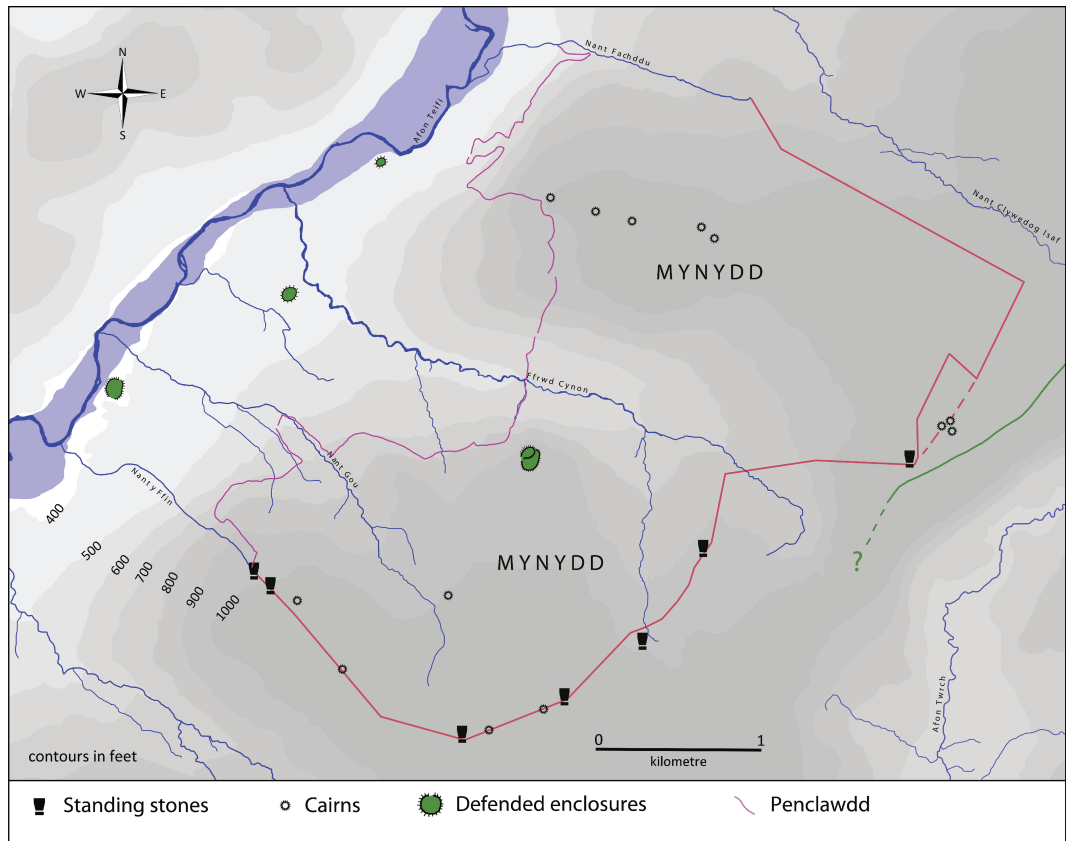 N
W E
S
Nant Fachddu
Afon Teifi
Nant Clywedog Isaf
MYNYDD
Ffrwd Cynon
Nant Gou
Nant y Ffin
400
500
600
700
800
900
1000
MYNYDD
?
Afon Twrch
0 1
kilometre
contours in feet
Standing stones
Cairns
Defended enclosures
Penclawdd